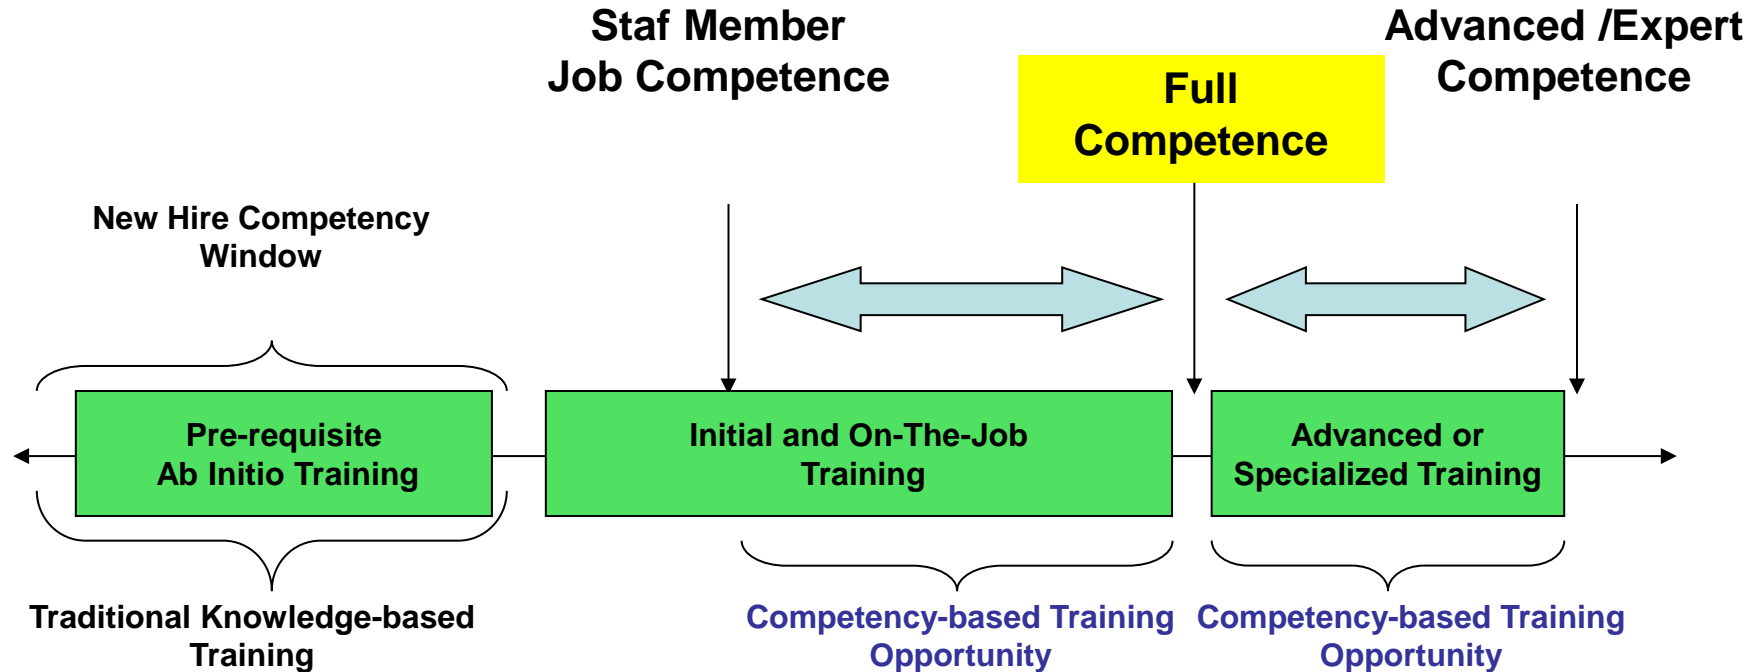 Staf Member
Job Competence
Full
Competence
Advanced /Expert
Competence
New Hire Competency
Window
Pre-requisite
Ab Initio Training
Initial and On-The-Job
Training
Advanced or
Specialized Training
Traditional Knowledge-based
Training
Competency-based Training
Opportunity
Competency-based Training
Opportunity